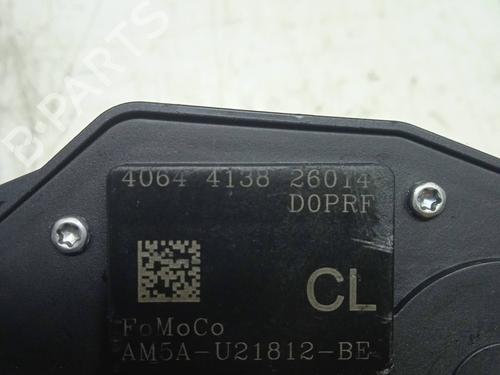 B-PARTS
4064 4138 26014
D0PRF
CL
FoMoCo
AM5A-U21812-BE